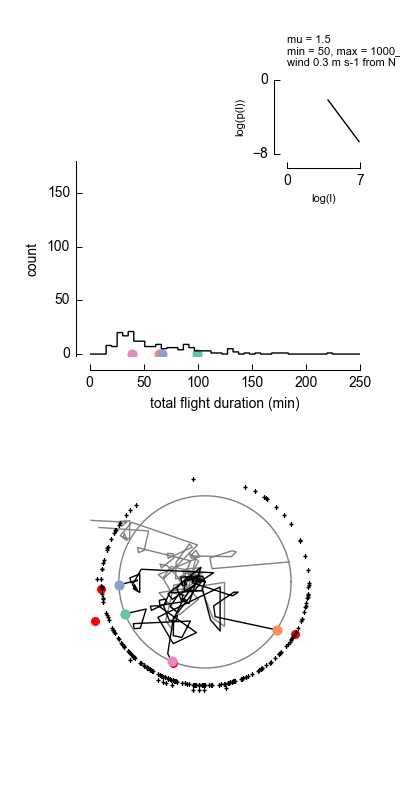 mu = 1.5
min = 50, max = 1000_
wind 0.3 m s-1 from N
0
log(p(l))
−8
0 7
log(l)
150
100
count
50
0
0 50 100 150 200 250
total flight duration (min)